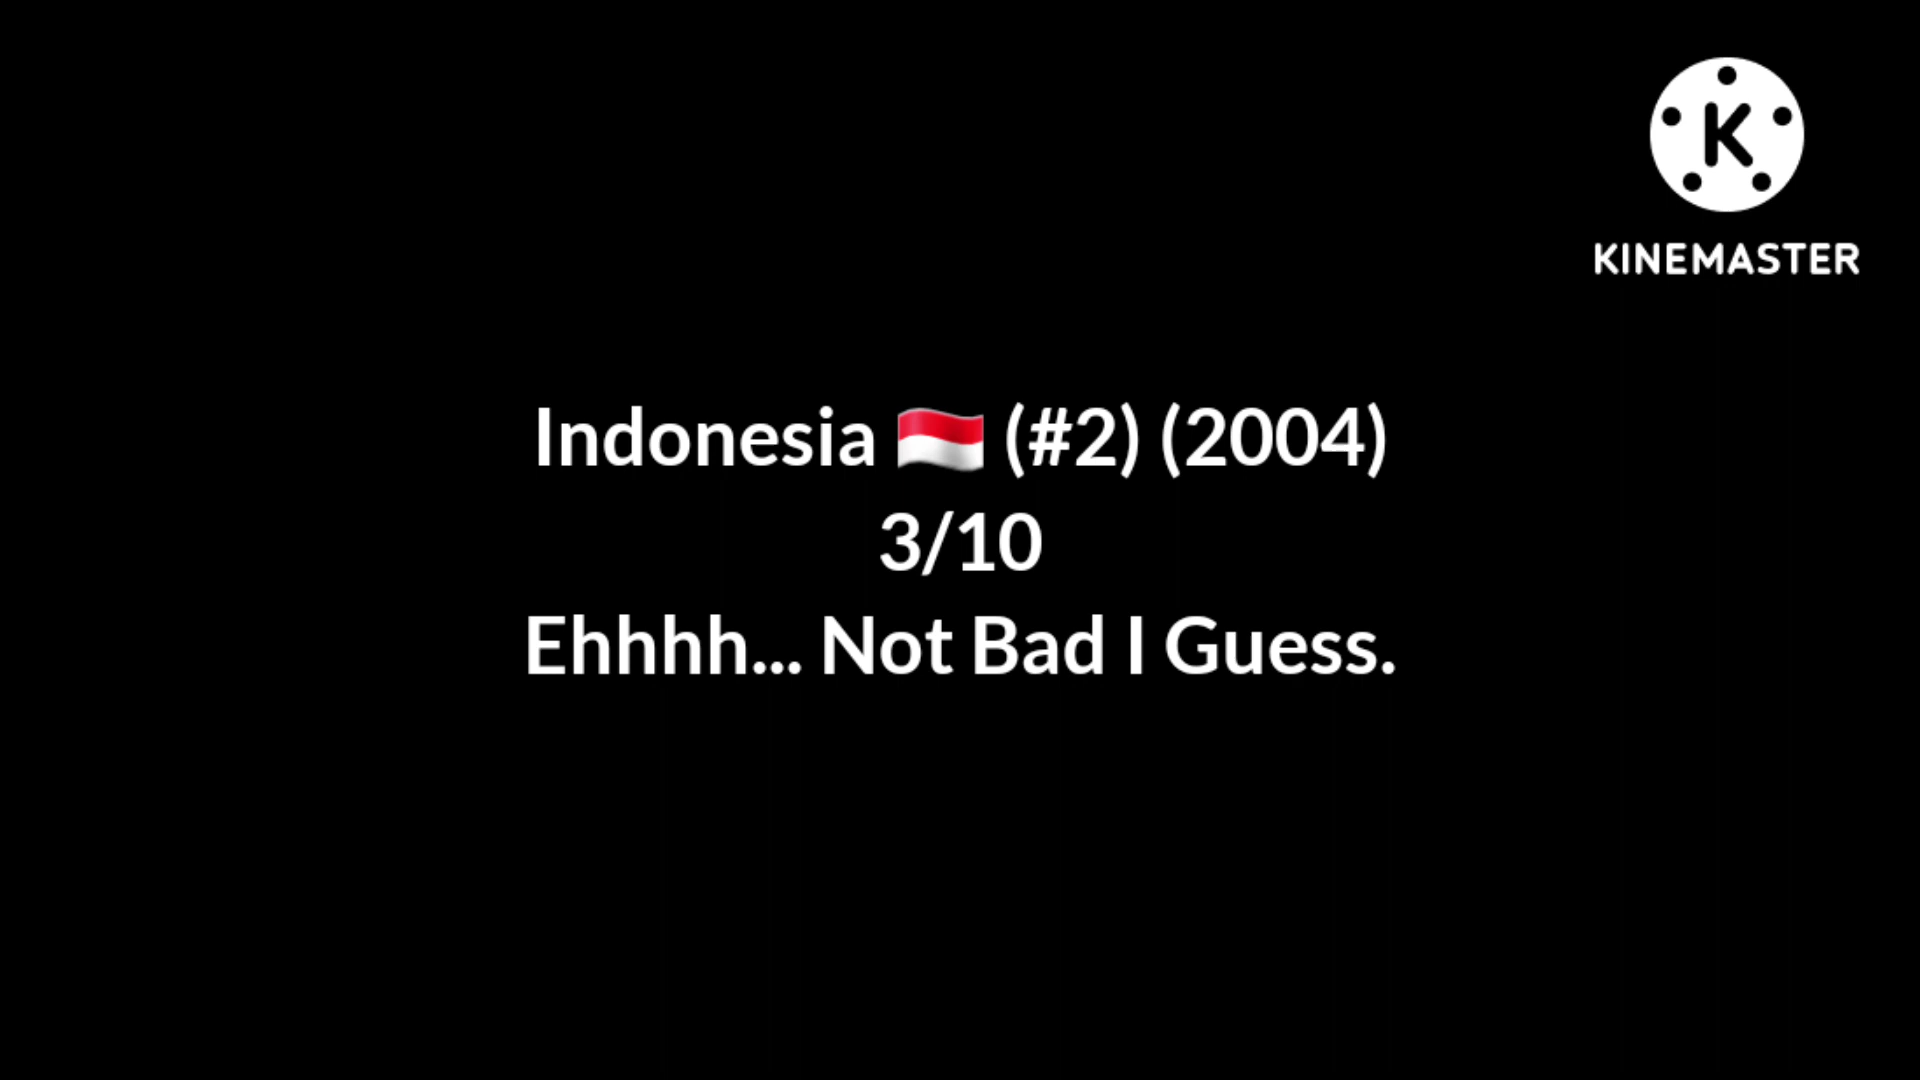 K
KINEMASTER
Indonesia 🇮🇩 (#2) (2004)
3/10
Ehhhh... Not Bad I Guess.